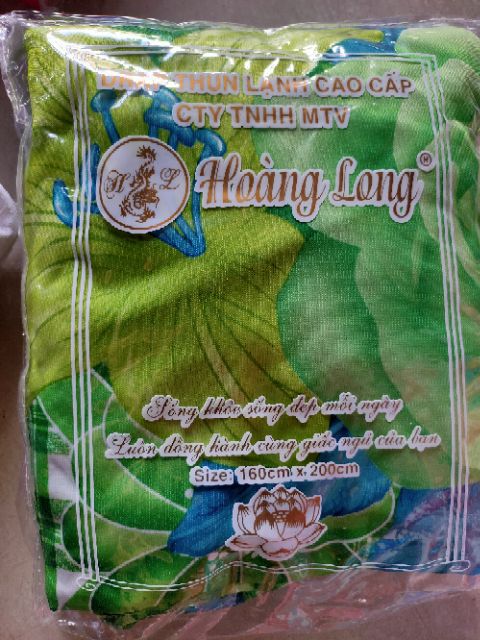 DRAP THUN LẠNH CAO CẤP
CTY TNHH MTV
H L
Hoàng Long®
Sống khỏe sống đẹp mỗi ngày
Luôn đồng hành cùng giấc ngủ của bạn
Size: 160cm x 200cm